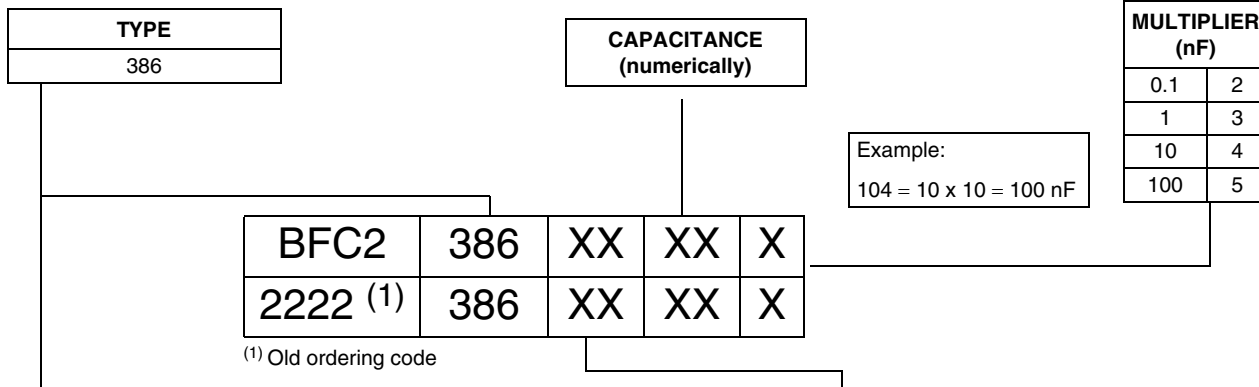 TYPE
386
CAPACITANCE
(numerically)
MULTIPLIER
(nF)
0.1 2
1 3
10 4
100 5
Example:
104 = 10 x 10 = 100 nF
BFC2 386 XX XX X
2222 (1) 386 XX XX X
(1) Old ordering code